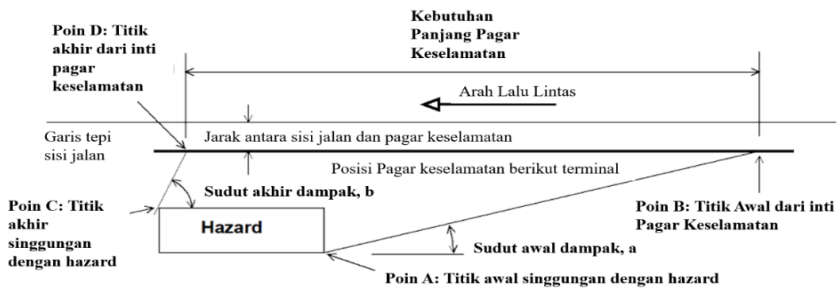 Kebutuhan
Panjang Pagar
Keselamatan
Poin D: Titik
akhir dari inti
pagar
keselamatan
Arah Lalu Lintas
Garis tepi
sisi jalan
Jarak antara sisi jalan dan pagar keselamatan
Posisi Pagar keselamatan berikut terminal
Sudut akhir dampak, b
Poin C: Titik
akhir
singgungan
dengan hazard
Hazard
Poin B: Titik Awal dari inti
Pagar Keselamatan
Sudut awal dampak, a
Poin A: Titik awal singgungan dengan hazard